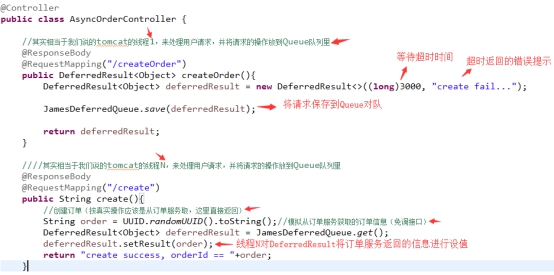 @Controller
public class AsyncOrderController {
//其实相当于我们说的tomcat的线程1，来处理用户请求，并将请求的操作放到Queue队列里
@ResponseBody
@RequestMapping("/createOrder")
等待超时时间
超时返回的错误提示
public DeferredResult<Object> createOrder(){
DeferredResult<Object> deferredResult = new DeferredResult<>((long)3000, "create fail...");
JamesDeferredQueue.save(deferredResult);
将请求保存到Queue对队
return deferredResult;
}
////其实相当于我们说的tomcat的线程N，来处理用户请求，并将请求的操作放到Queue队列里
@ResponseBody
@RequestMapping("/create")
public String create(){
//创建订单（按真实操作应该是从订单服务取，这里直接返回）
String order = UUID.randomUUID().toString();//模拟从订单服务获取的订单信息（免调接口）
DeferredResult<Object> deferredResult = JamesDeferredQueue.get();
deferredResult.setResult(order);
线程N对DeferredResult将订单服务返回的信息进行设值
return "create success, orderId == "+order;
}